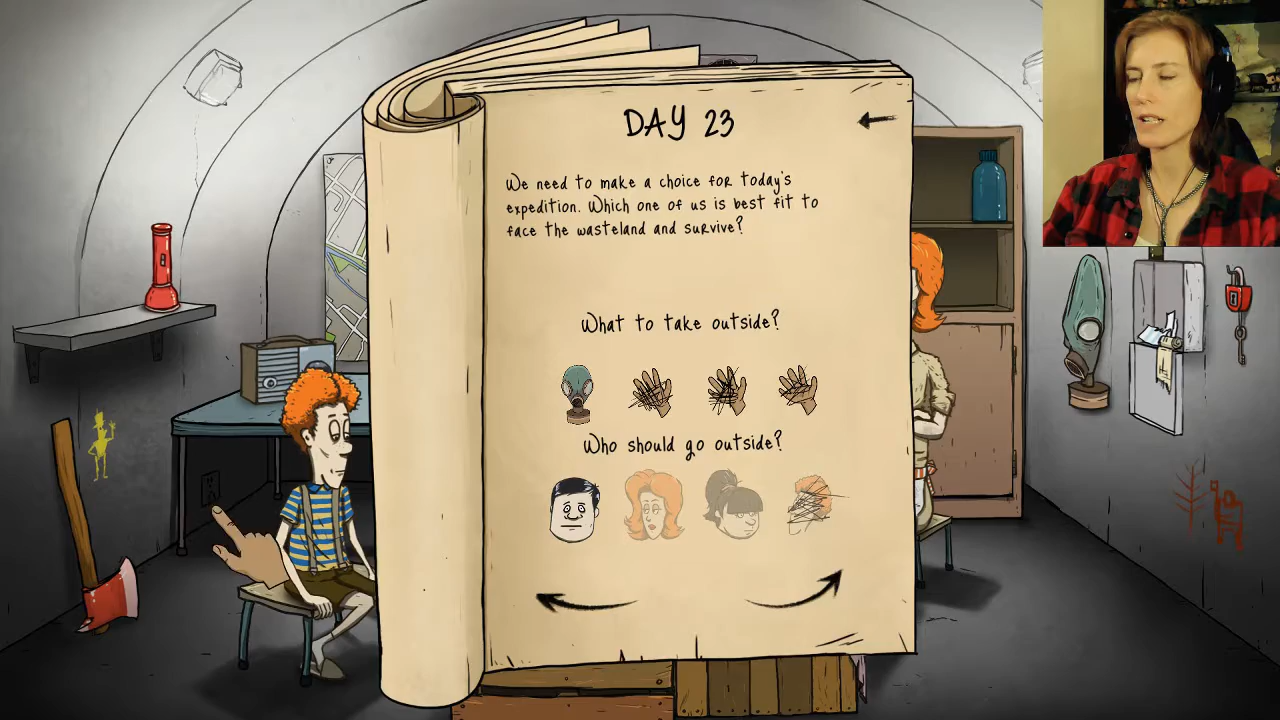 DAY 23
We need to make a choice for today's
expedition. Which one of us is best fit to
face the wasteland and survive?
What to take outside?
Who should go outside?